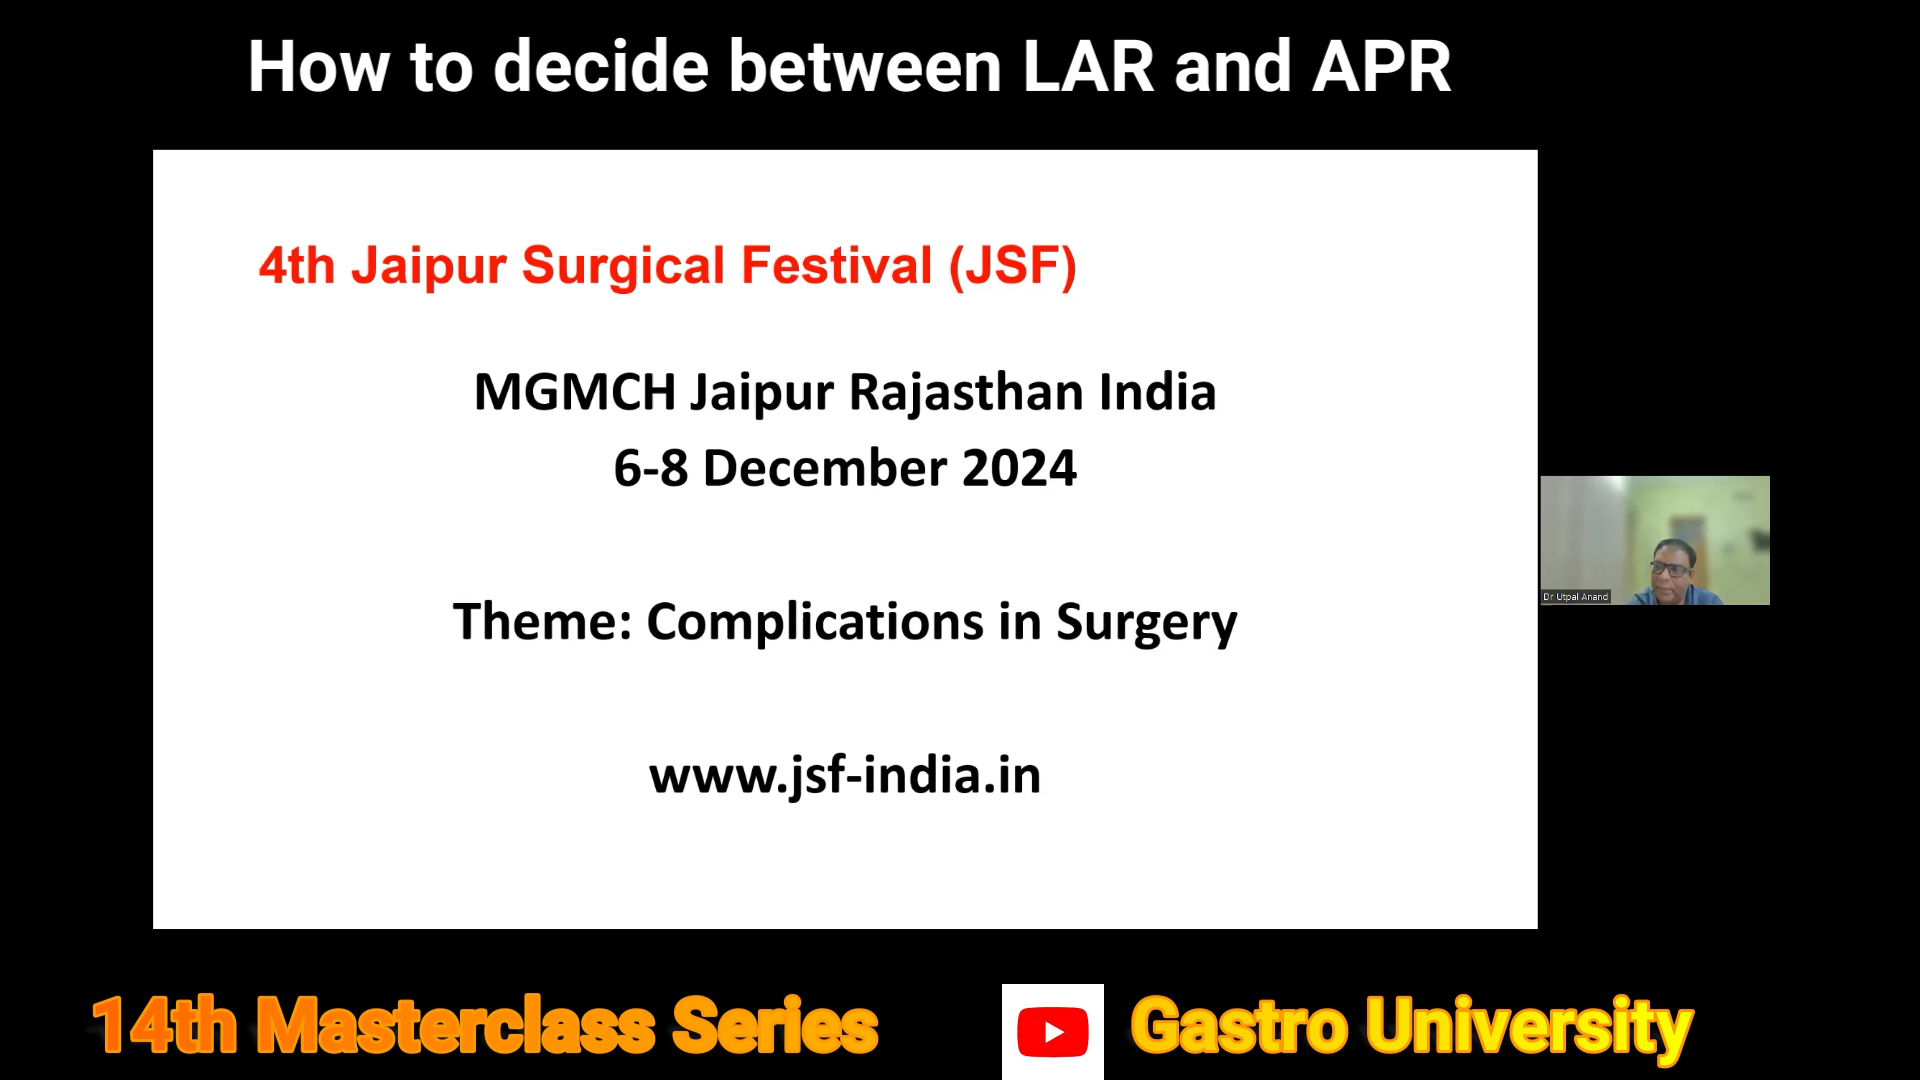 How to decide between LAR and APR
4th Jaipur Surgical Festival (JSF)
MGMCH Jaipur Rajasthan India
6-8 December 2024
Theme: Complications in Surgery
www.jsf-india.in
Dr Utpal Anand
14th Masterclass Series
Gastro University